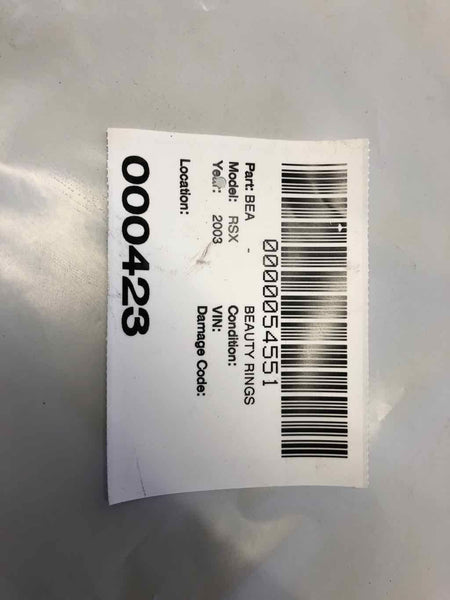 0000054551
Part: BEA - BEAUTY RINGS
Model: RSX Condition:
Year: 2003 VIN:
Damage Code:
Location:
000423